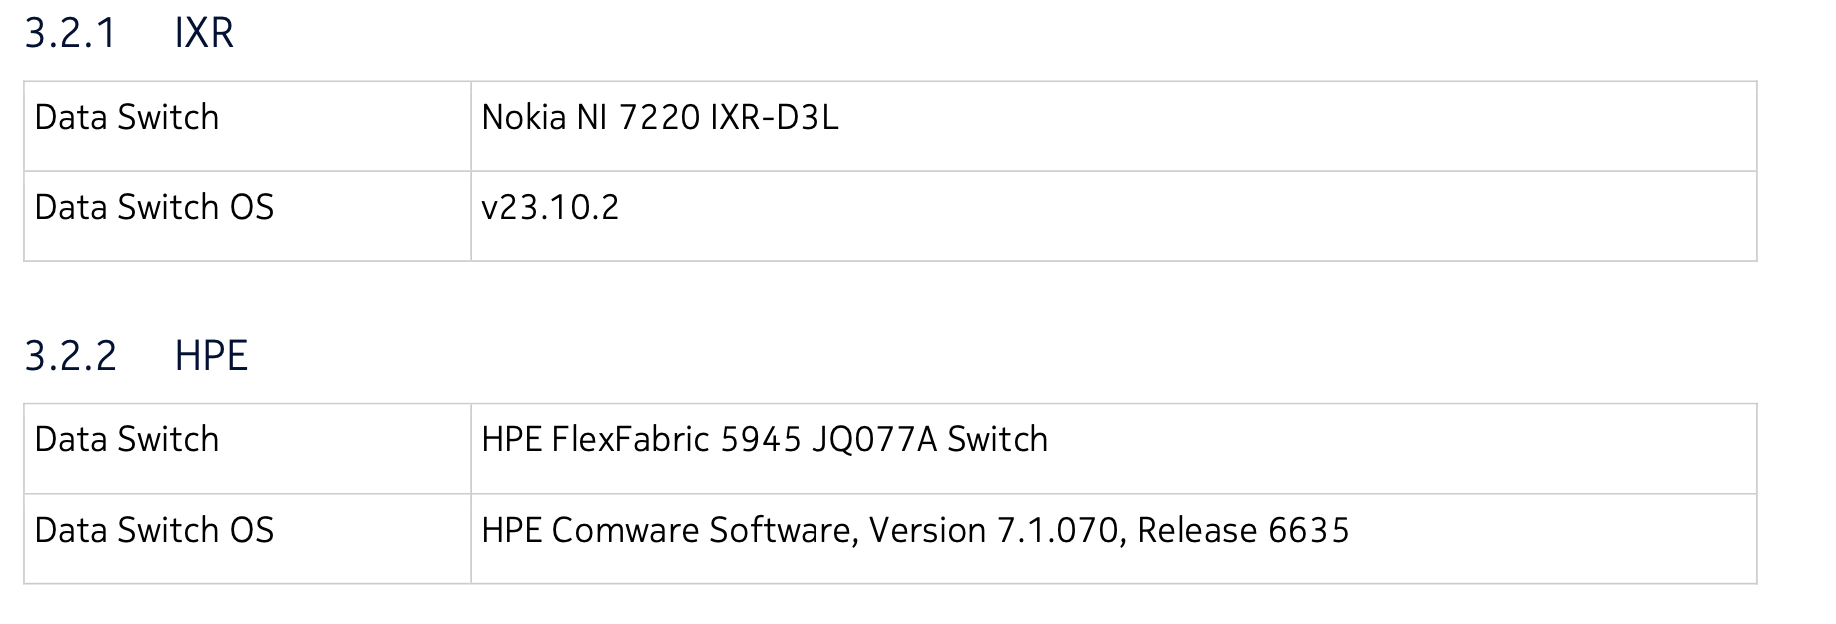 3.2.1 IXR
Data Switch Nokia NI 7220 IXR-D3L
Data Switch OS v23.10.2
3.2.2 HPE
Data Switch HPE FlexFabric 5945 JQ077A Switch
Data Switch OS HPE Comware Software, Version 7.1.070, Release 6635